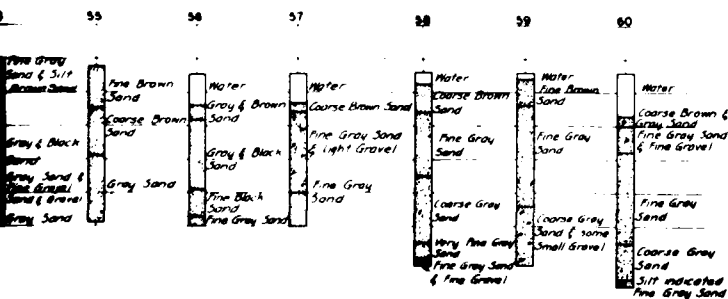 55 56 57 58 59 60
Fine Gray
Sand & Silt
Brown Sand
Gray & Black
Sand
Gray Sand &
Fine Gravel
Sand & Gravel
Gray Sand
Fine Brown
Sand
Coarse Brown
Sand
Gray Sand
Water
Gray & Brown
Sand
Gray & Black
Sand
Fine Black
Sand
Fine Grey Sand
Water
Coarse Brown Sand
Fine Gray Sand
& Light Gravel
Fine Gray
Sand
Water
Coarse Brown
Sand
Fine Gray
Sand
Coarse Gray
Sand
Very Fine Gray
Sand
Fine Gray Sand
& Fine Gravel
Water
Fine Brown
Sand
Fine Gray
Sand
Coarse Gray
Sand & some
Small Gravel
Water
Coarse Brown &
Gray Sand
Fine Gray Sand
& Fine Gravel
Fine Gray
Sand
Coarse Gray
Sand
Silt indicated
Fine Gray Sand